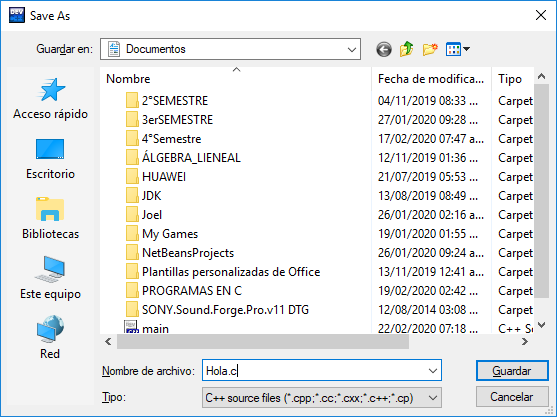 Save As
Guardar en: Documentos
Nombre Fecha de modifica... Tipo
2°SEMESTRE 04/11/2019 08:33 ... Carpet
3erSEMESTRE 27/01/2020 09:28 ... Carpet
4°Semestre 17/02/2020 07:47 a... Carpet
ÁLGEBRA_LIENEAL 12/11/2019 01:36 ... Carpet
HUAWEI 21/07/2019 05:53 ... Carpet
JDK 13/08/2019 08:49 ... Carpet
Joel 26/01/2020 02:16 a... Carpet
My Games 19/01/2020 01:55 ... Carpet
NetBeansProjects 26/01/2020 09:24 a... Carpet
Plantillas personalizadas de Office 13/11/2019 12:41 a... Carpet
PROGRAMAS EN C 19/02/2020 02:42 ... Carpet
SONY.Sound.Forge.Pro.v11 DTG 12/08/2014 03:08 ... Carpet
main 22/02/2020 07:18 ... C++ S
Acceso rápido
Escritorio
Bibliotecas
Este equipo
Red
Nombre de archivo: Hola.c Guardar
Tipo: C++ source files (*.cpp;*.cc;*.cxx;*.c++;*.cp) Cancelar